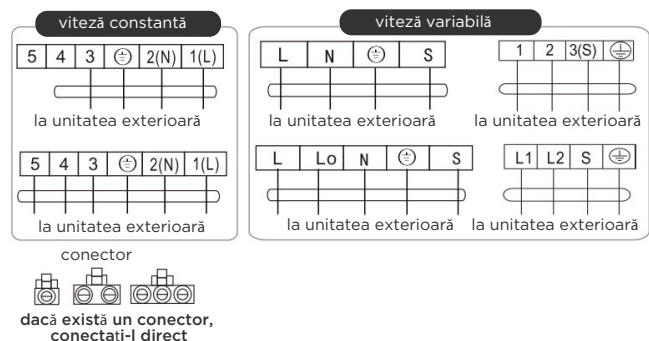 viteză constantă
5 4 3 2(N) 1(L)
la unitatea exterioară
5 4 3 2(N) 1(L)
la unitatea exterioară
viteză variabilă
L N S
la unitatea exterioară
1 2 3(S)
la unitatea exterioară
L Lo N S
la unitatea exterioară
L1 L2 S
la unitatea exterioară
conector
dacă există un conector,
conectați-l direct